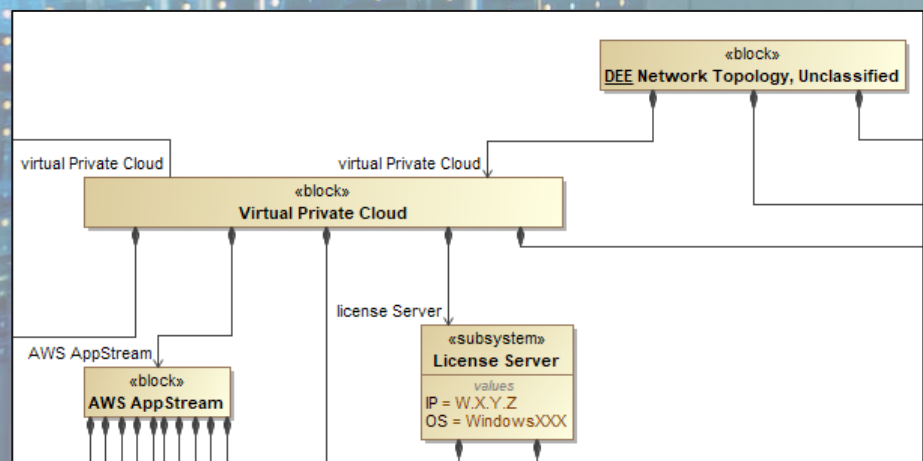 «block»
DEE Network Topology, Unclassified
virtual Private Cloud
virtual Private Cloud
«block»
Virtual Private Cloud
license Server
AWS AppStream
«subsystem»
License Server
values
IP = W.X.Y.Z
OS = WindowsXXX
«block»
AWS AppStream